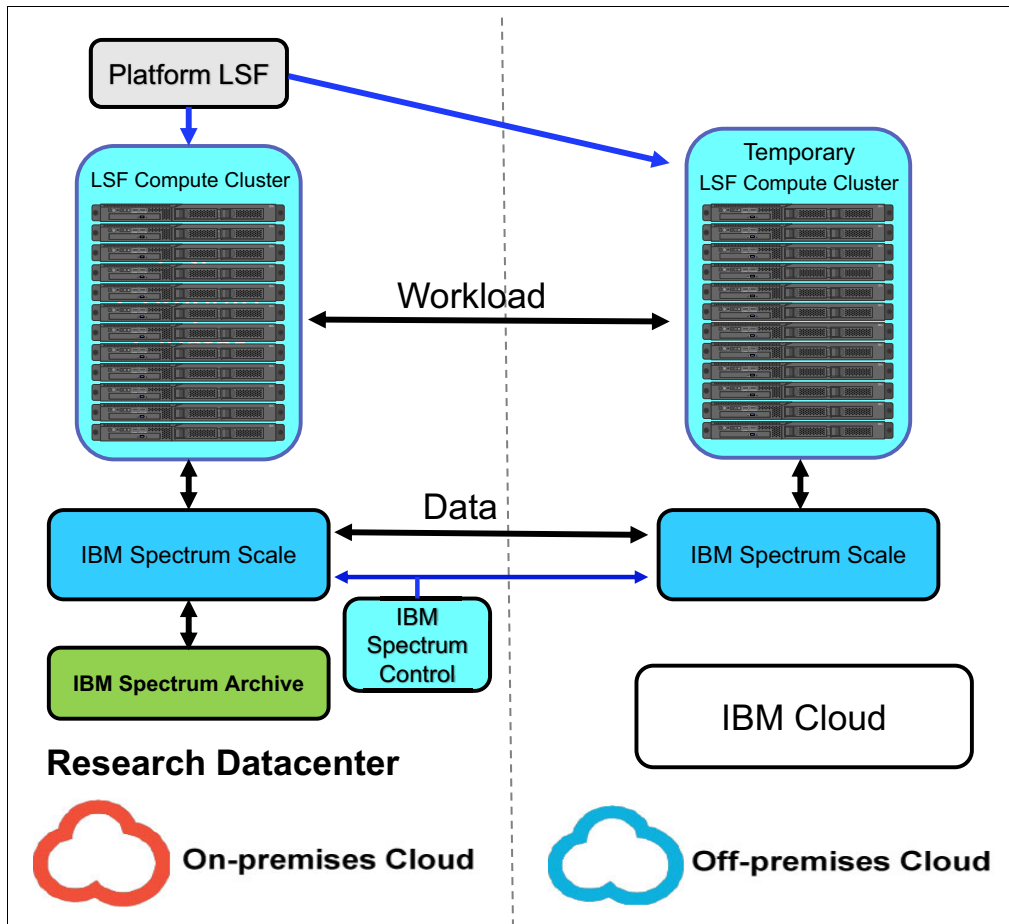 Platform LSF
LSF Compute Cluster
Temporary
LSF Compute Cluster
Workload
Data
IBM Spectrum Scale
IBM Spectrum Scale
IBM
Spectrum
Control
IBM Spectrum Archive
IBM Cloud
Research Datacenter
On-premises Cloud
Off-premises Cloud